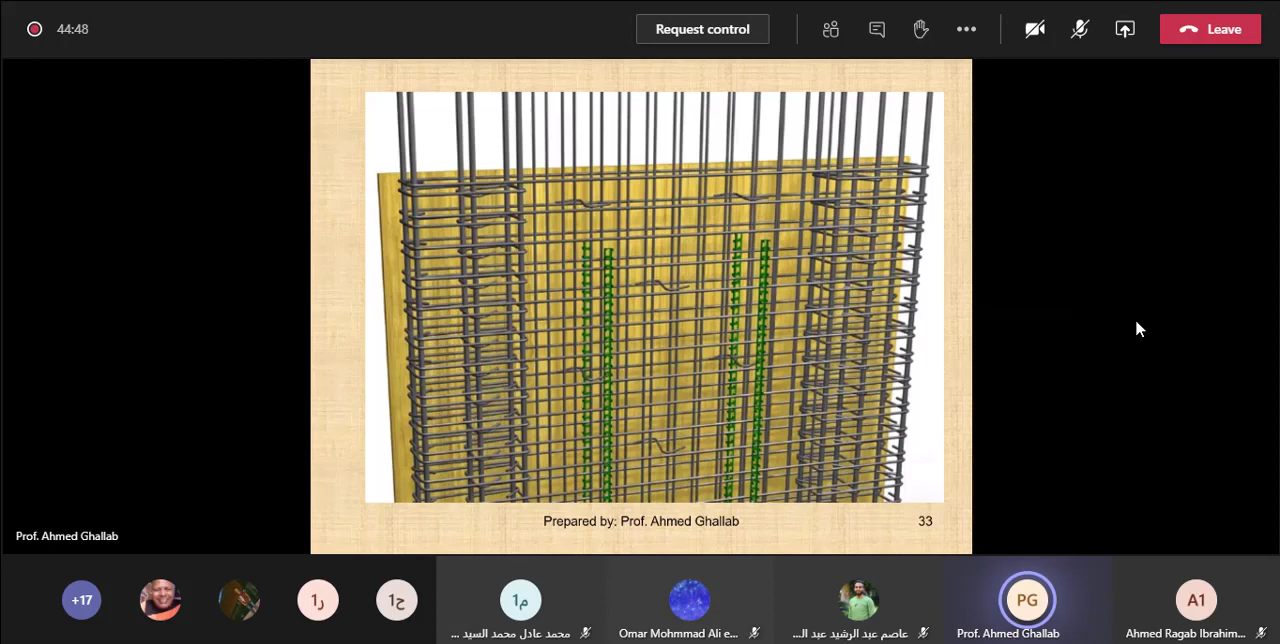 44:48
Request control
Leave
Prepared by: Prof. Ahmed Ghallab
33
Prof. Ahmed Ghallab
+17
ر1
ح1
م1
محمد عادل محمد السيد ...
Omar Mohmmad Ali e...
عاصم عبد الرشيد عبد ال...
PG
Prof. Ahmed Ghallab
A1
Ahmed Ragab Ibrahim...